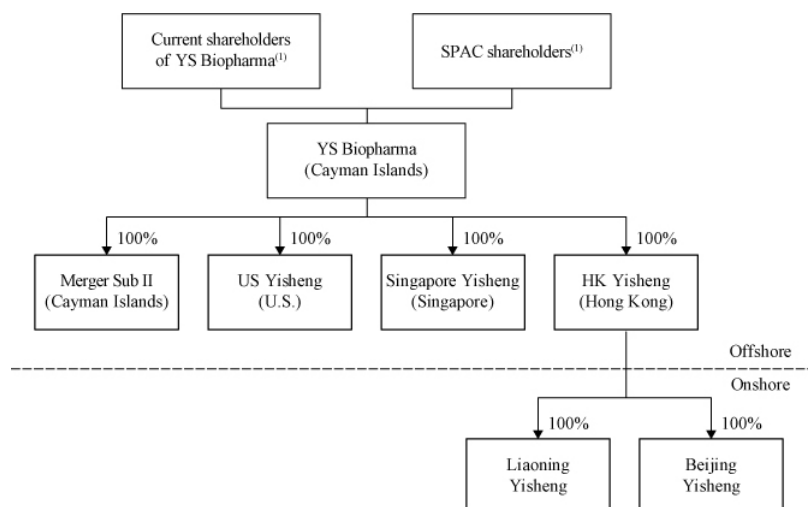 Current shareholders
of YS Biopharma(1)
SPAC shareholders(1)
YS Biopharma
(Cayman Islands)
100%
100%
100%
100%
Merger Sub II
(Cayman Islands)
US Yisheng
(U.S.)
Singapore Yisheng
(Singapore)
HK Yisheng
(Hong Kong)
Offshore
Onshore
100%
100%
Liaoning
Yisheng
Beijing
Yisheng